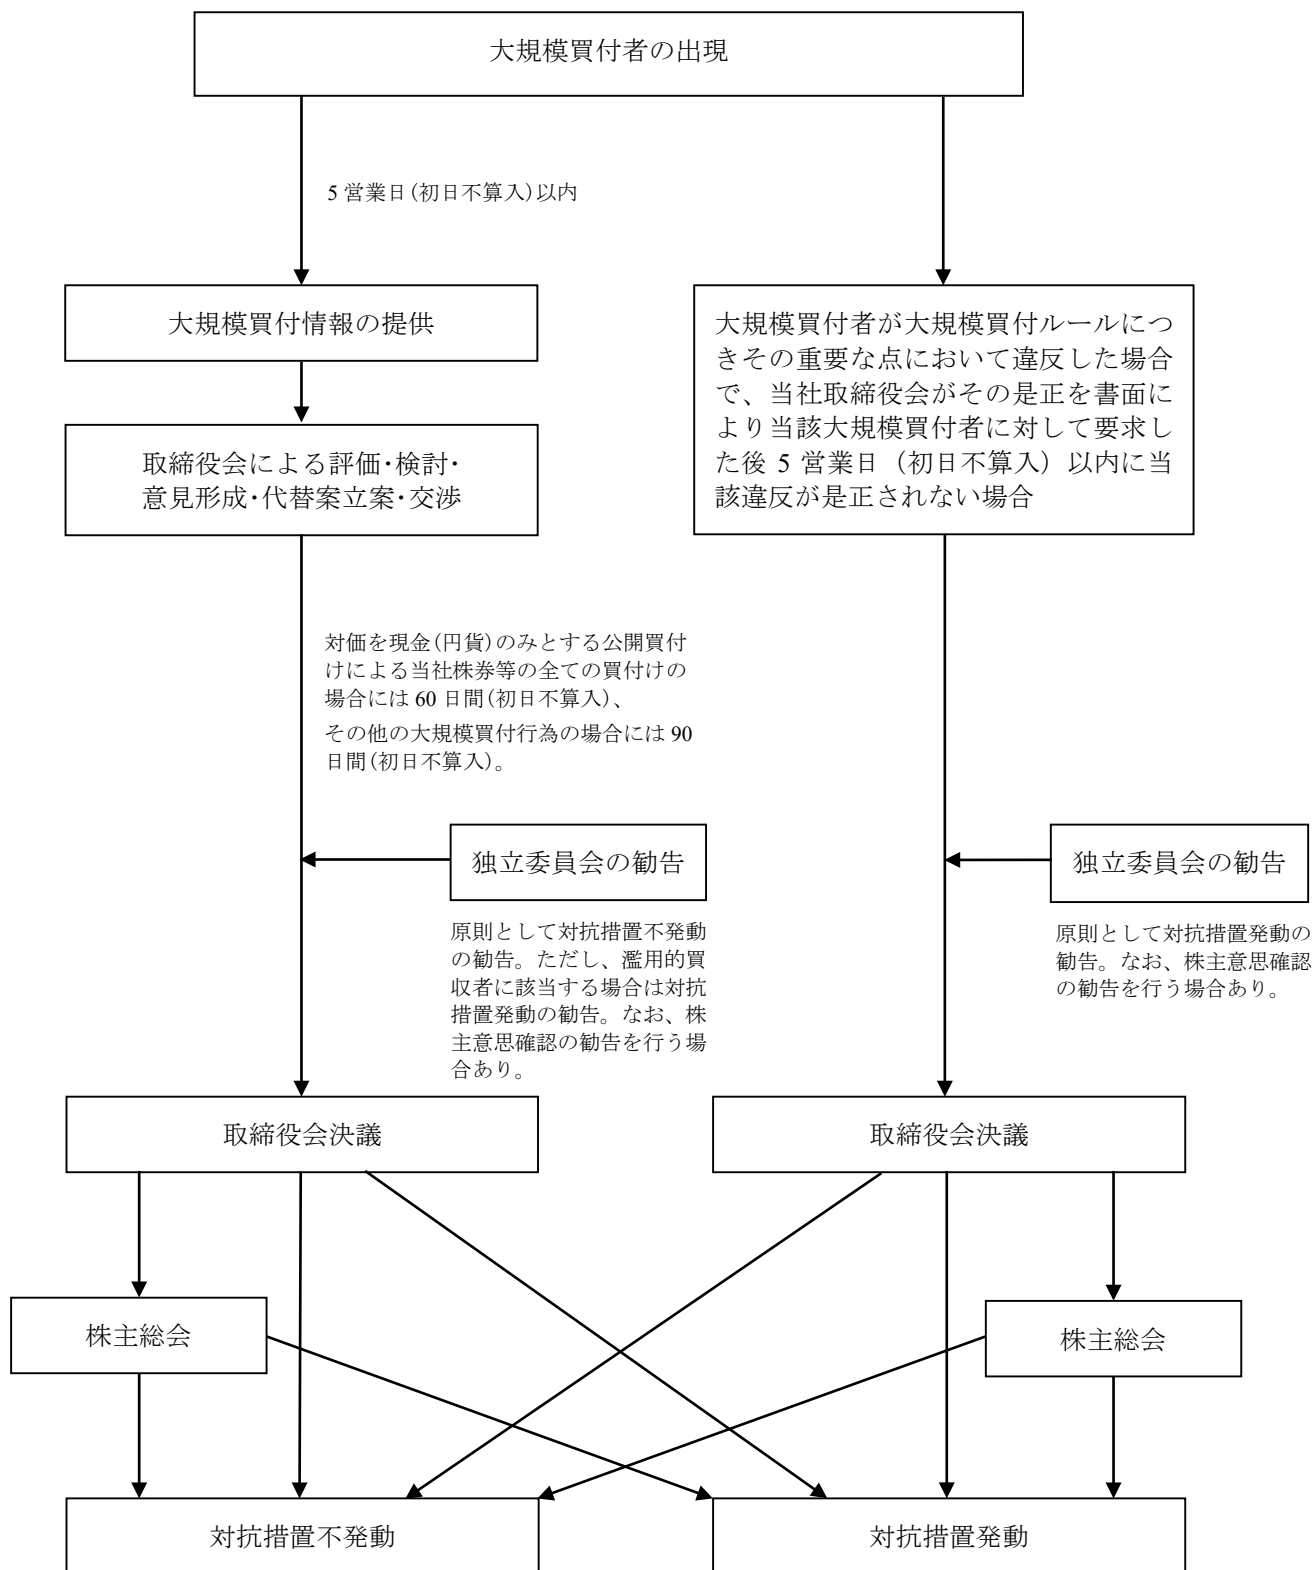 大規模買付者の出現
5 営業日(初日不算入)以内
大規模買付情報の提供
大規模買付者が大規模買付ルールにつ
きその重要な点において違反した場合
で、当社取締役会がその是正を書面に
より当該大規模買付者に対して要求し
た後 5 営業日（初日不算入）以内に当
該違反が是正されない場合
取締役会による評価･検討･
意見形成･代替案立案･交渉
対価を現金(円貨)のみとする公開買付
けによる当社株券等の全ての買付けの
場合には 60 日間(初日不算入)、
その他の大規模買付行為の場合には 90
日間(初日不算入)。
独立委員会の勧告
原則として対抗措置不発動
の勧告。ただし、濫用的買
収者に該当する場合は対抗
措置発動の勧告。なお、株
主意思確認の勧告を行う場
合あり。
独立委員会の勧告
原則として対抗措置発動の
勧告。なお、株主意思確認
の勧告を行う場合あり。
取締役会決議
取締役会決議
株主総会
株主総会
対抗措置不発動
対抗措置発動